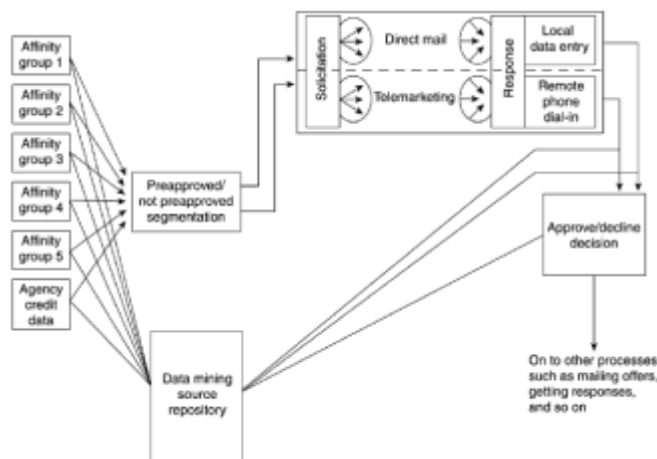 Affinity
group 1
Affinity
group 2
Affinity
group 3
Affinity
group 4
Affinity
group 5
Agency
credit
data
Preapproved/
not preapproved
segmentation
Data mining
source
repository
Solicitation
Direct mail
Telemarketing
Response
Local
data entry
Remote
phone
dial-in
Approve/decline
decision
On to other processes
such as mailing offers,
getting responses,
and so on